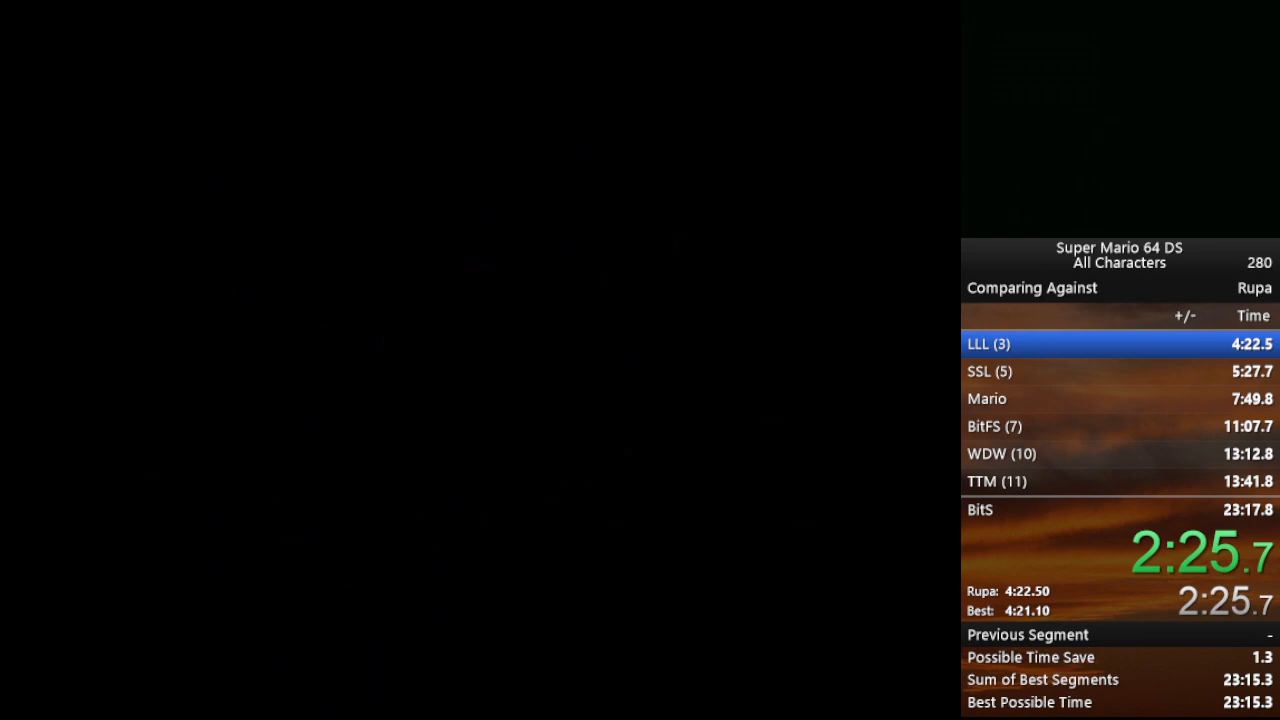 Super Mario 64 DS
All Characters 280
Comparing Against Rupa
+/- Time
LLL (3) 4:22.5
SSL (5) 5:27.7
Mario 7:49.8
BitFS (7) 11:07.7
WDW (10) 13:12.8
TTM (11) 13:41.8
BitS 23:17.8
2:25.7
Rupa: 4:22.50
Best: 4:21.10
2:25.7
Previous Segment -
Possible Time Save 1.3
Sum of Best Segments 23:15.3
Best Possible Time 23:15.3